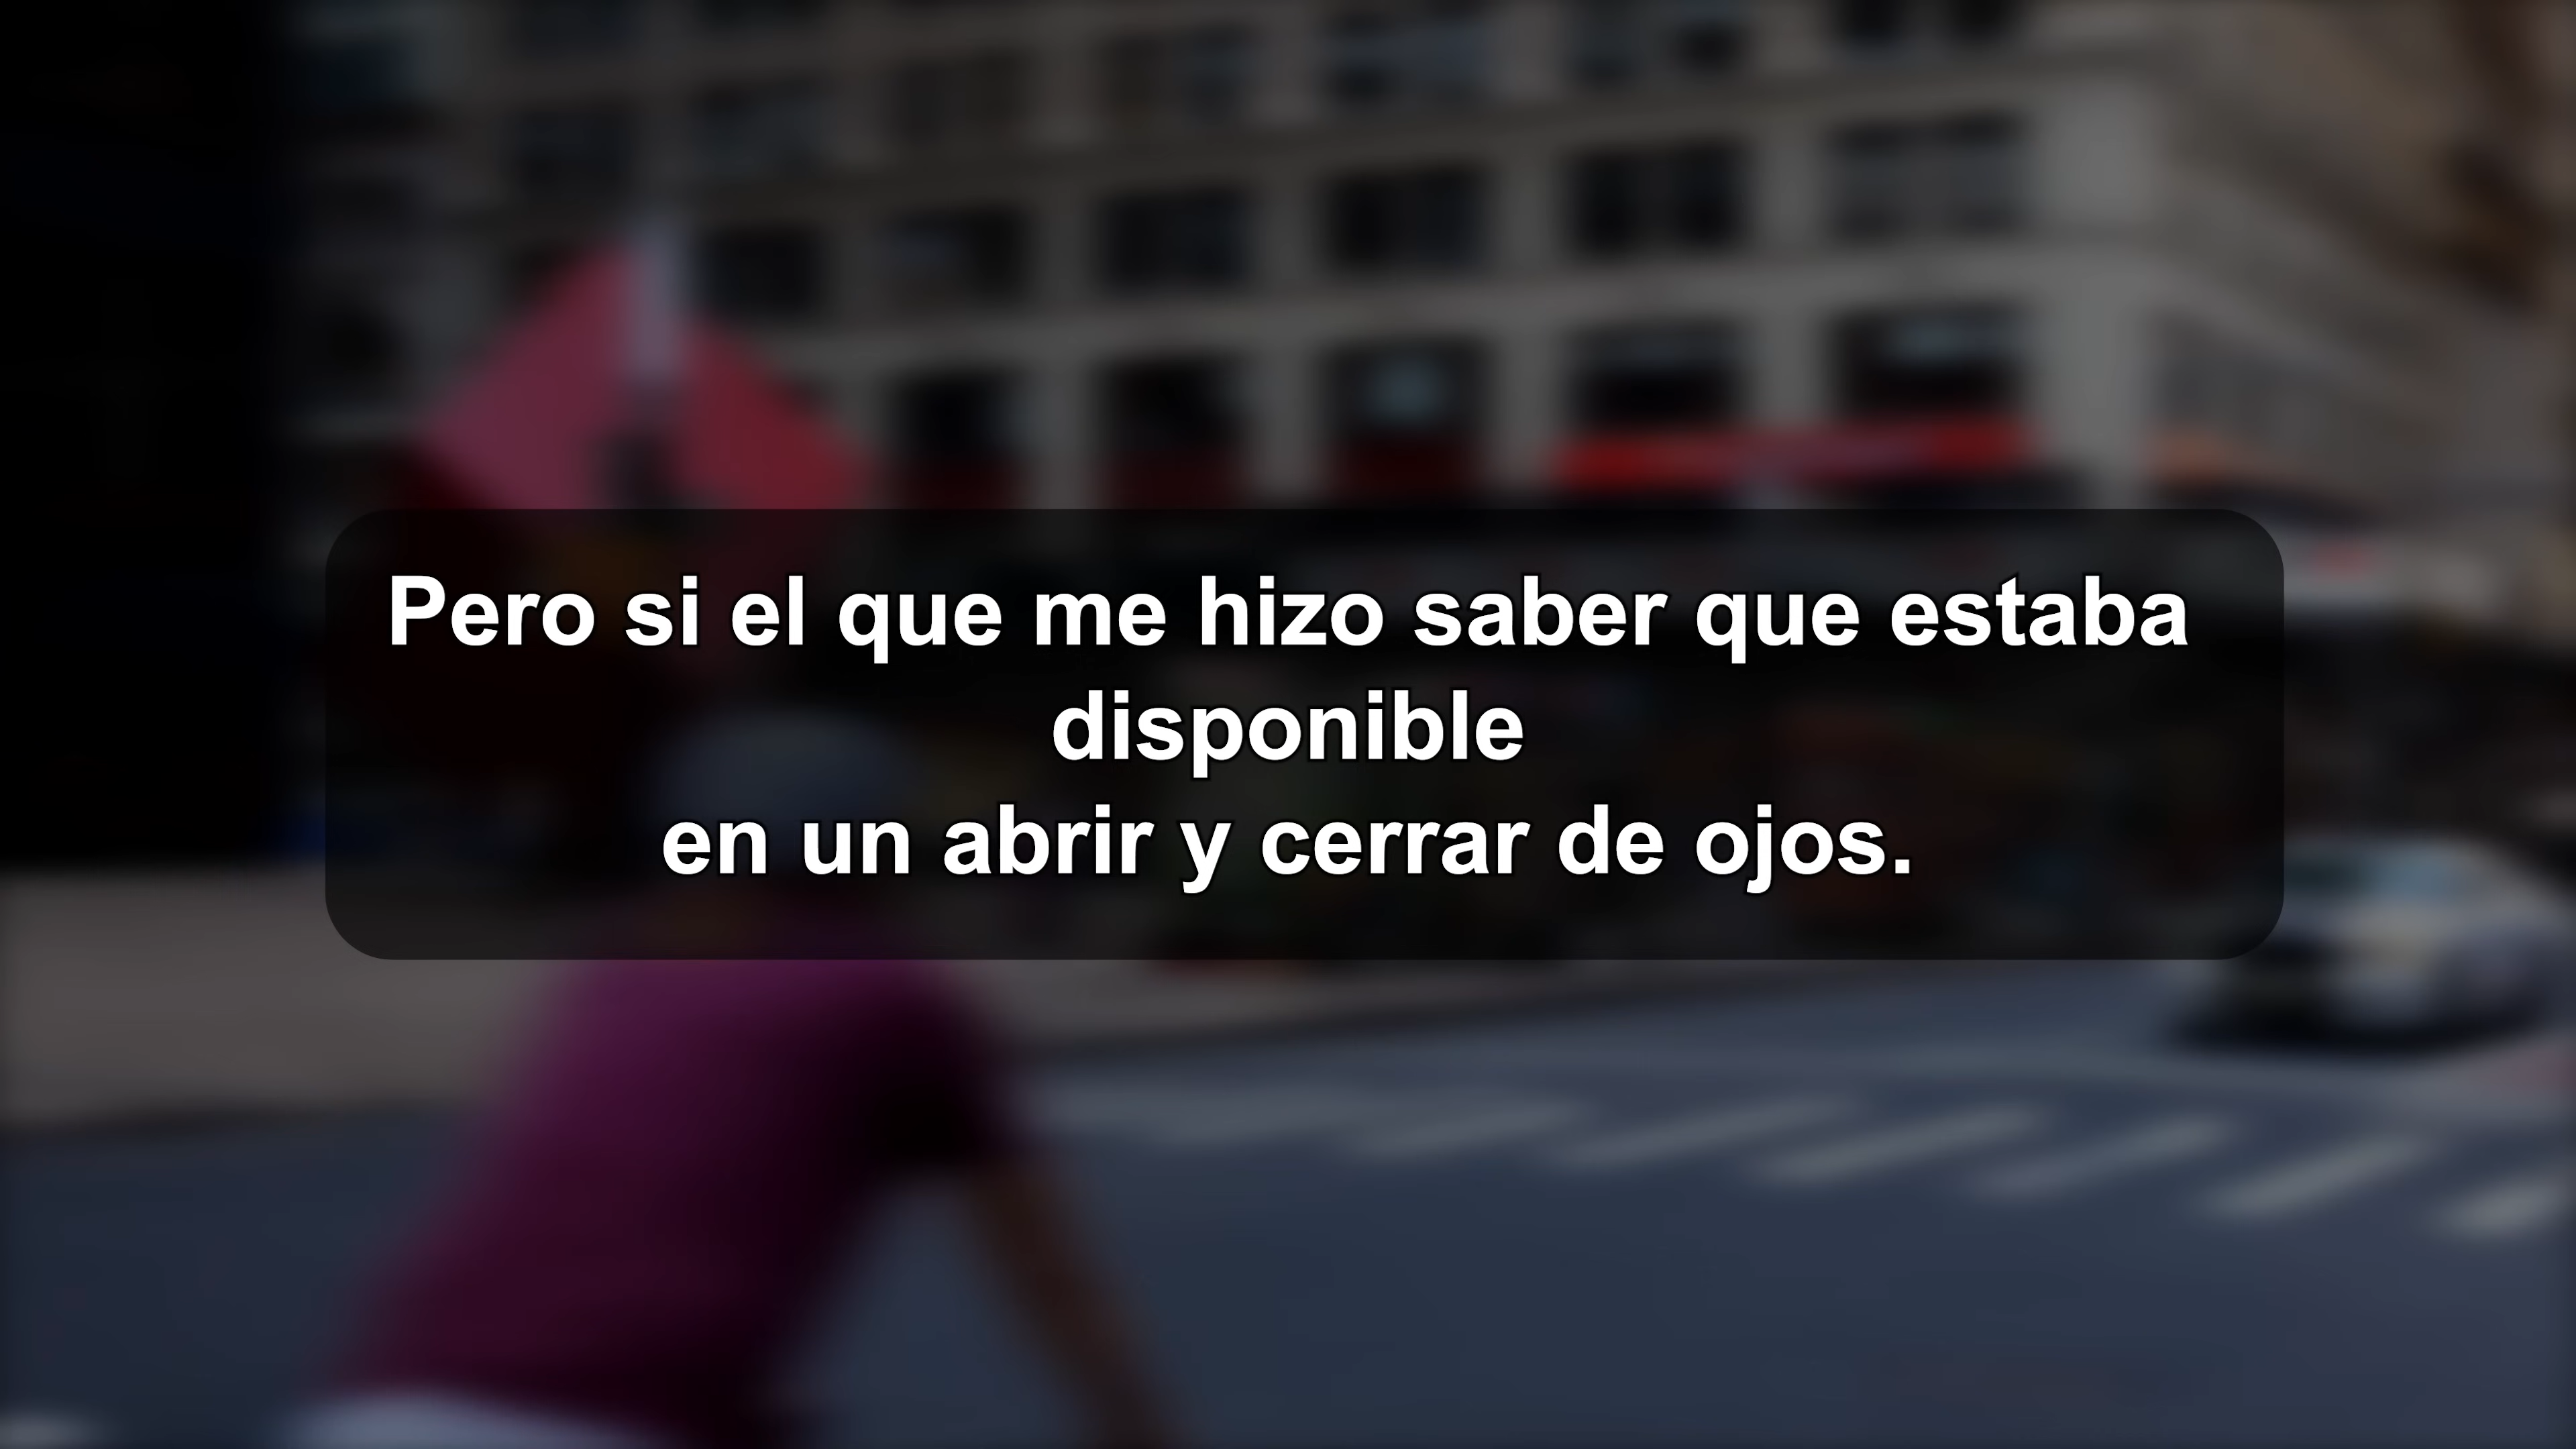 Pero si el que me hizo saber que estaba
disponible
en un abrir y cerrar de ojos.